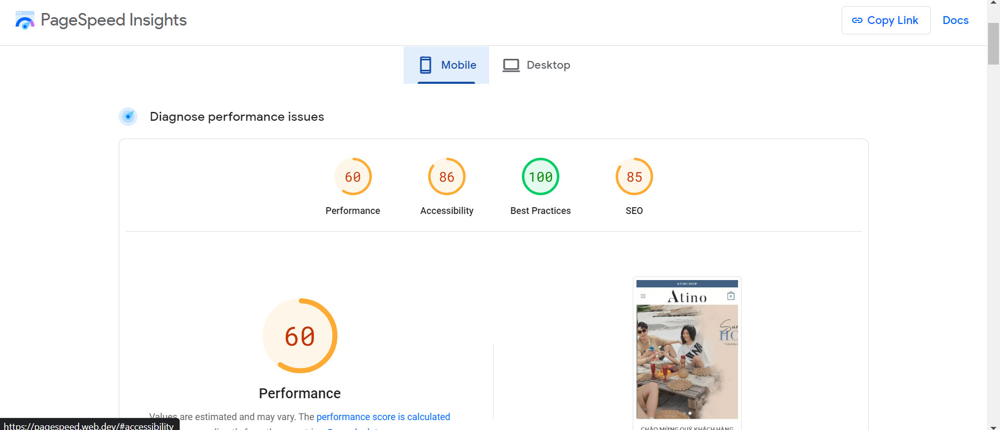 PageSpeed Insights
Copy Link
Docs
Mobile
Desktop
Diagnose performance issues
60
86
100
85
Performance
Accessibility
Best Practices
SEO
60
Performance
Values are estimated and may vary. The performance score is calculated
ATINO SHOP
Atino
0
CHÀO MỪNG QUÝ KHÁCH HÀNG
https://pagespeed.web.dev/#accessibility